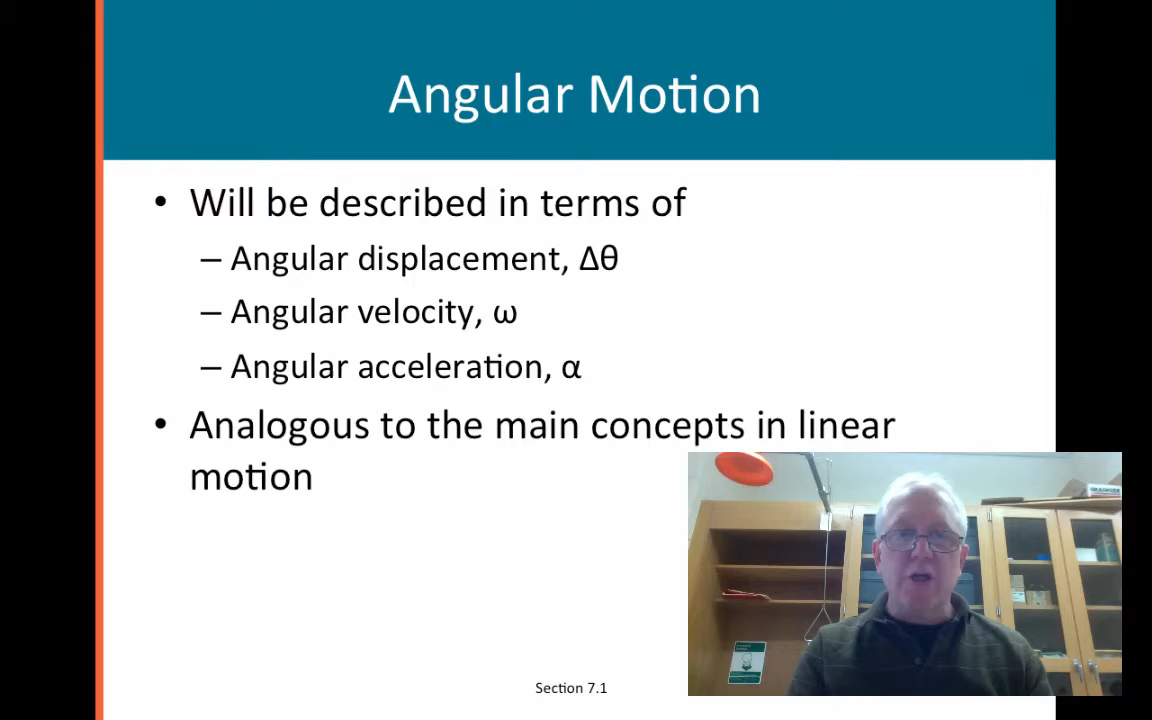 Angular Motion
• Will be described in terms of
– Angular displacement, Δθ
– Angular velocity, ω
– Angular acceleration, α
• Analogous to the main concepts in linear
motion
Section 7.1